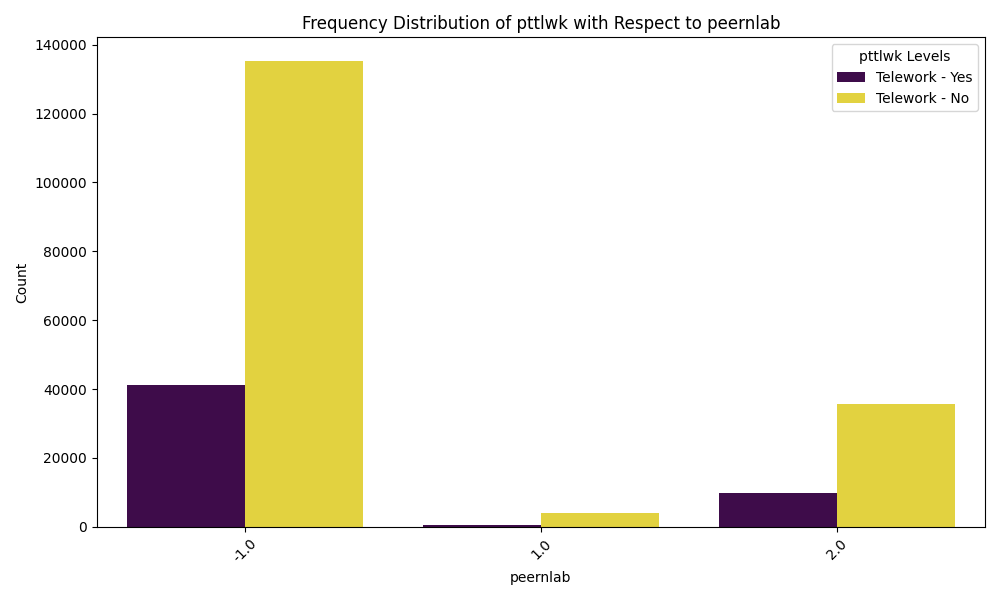 Frequency Distribution of pttlwk with Respect to peernlab
pttlwk Levels
Telework - Yes
Telework - No
140000
120000
100000
80000
60000
40000
20000
0
Count
-1.0
1.0
2.0
peernlab